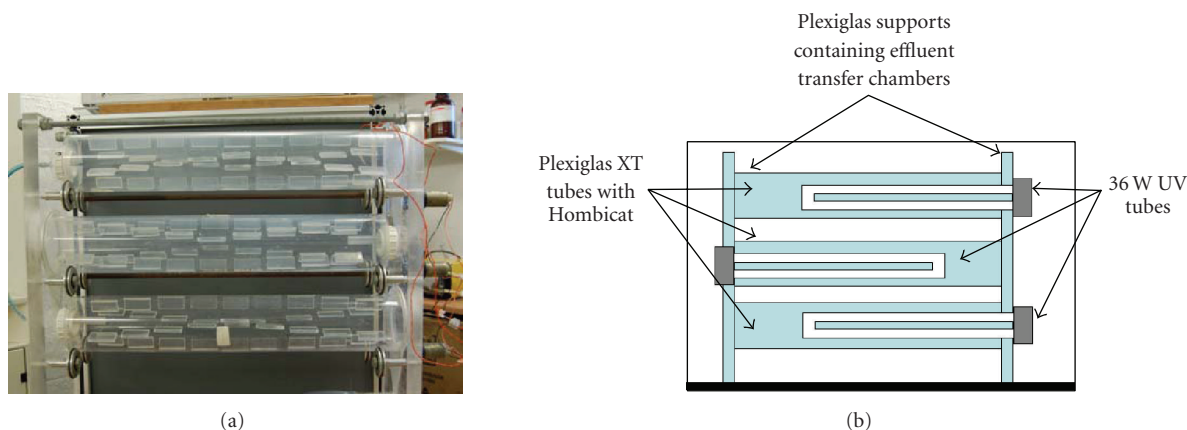 Plexiglas supports
containing effluent
transfer chambers
Plexiglas XT
tubes with
Hombicat
36 W UV
tubes
(a)
(b)